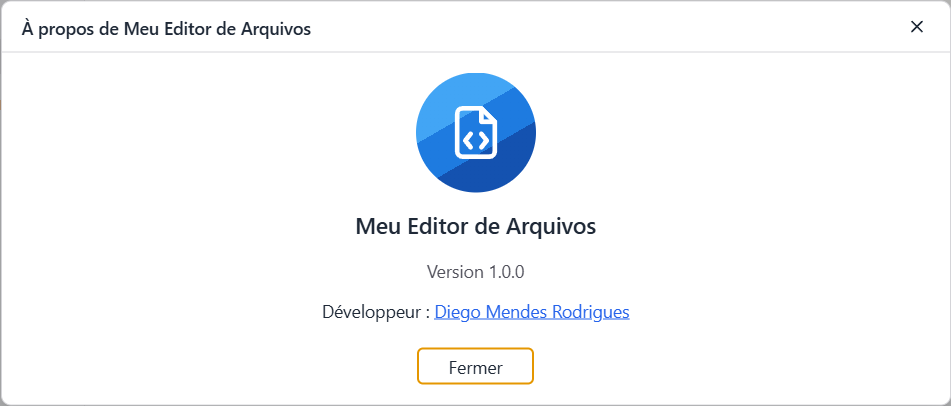 À propos de Meu Editor de Arquivos
Meu Editor de Arquivos
Version 1.0.0
Développeur : Diego Mendes Rodrigues
Fermer